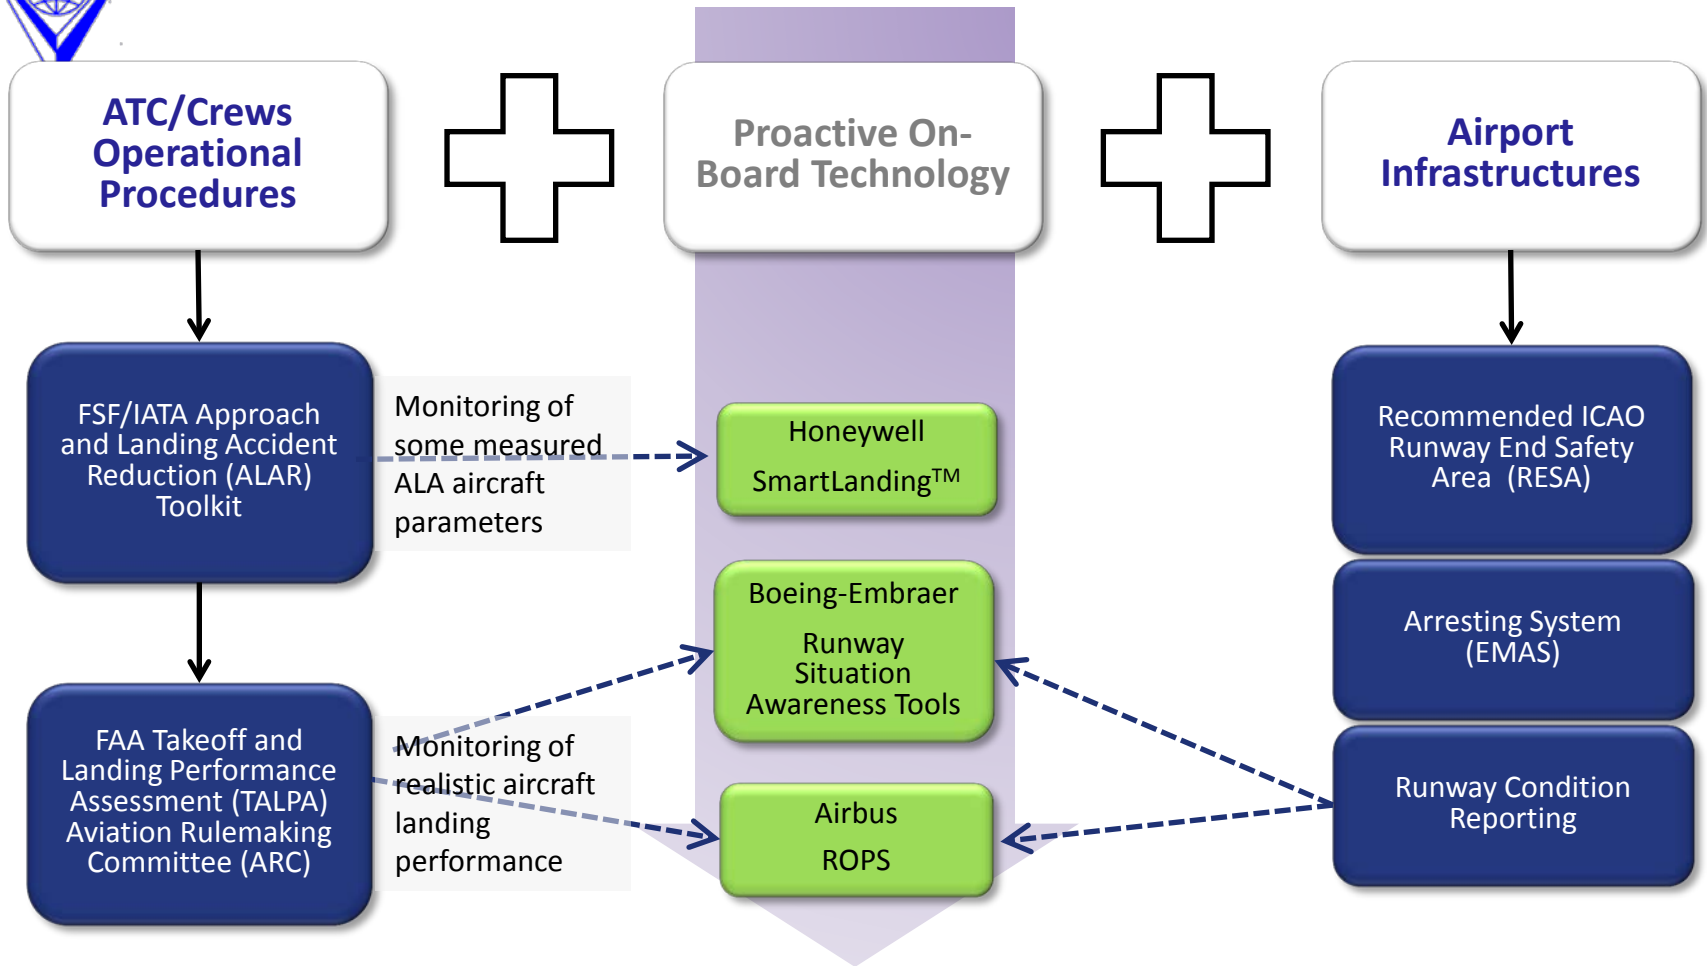 ATC/Crews
Operational
Procedures
Proactive On-
Board Technology
Airport
Infrastructures
FSF/IATA Approach
and Landing Accident
Reduction (ALAR)
Toolkit
Monitoring of
some measured
ALA aircraft
parameters
Honeywell
SmartLanding™
Recommended ICAO
Runway End Safety
Area (RESA)
Boeing-Embraer
Runway
Situation
Awareness Tools
Arresting System
(EMAS)
FAA Takeoff and
Landing Performance
Assessment (TALPA)
Aviation Rulemaking
Committee (ARC)
Monitoring of
realistic aircraft
landing
performance
Airbus
ROPS
Runway Condition
Reporting